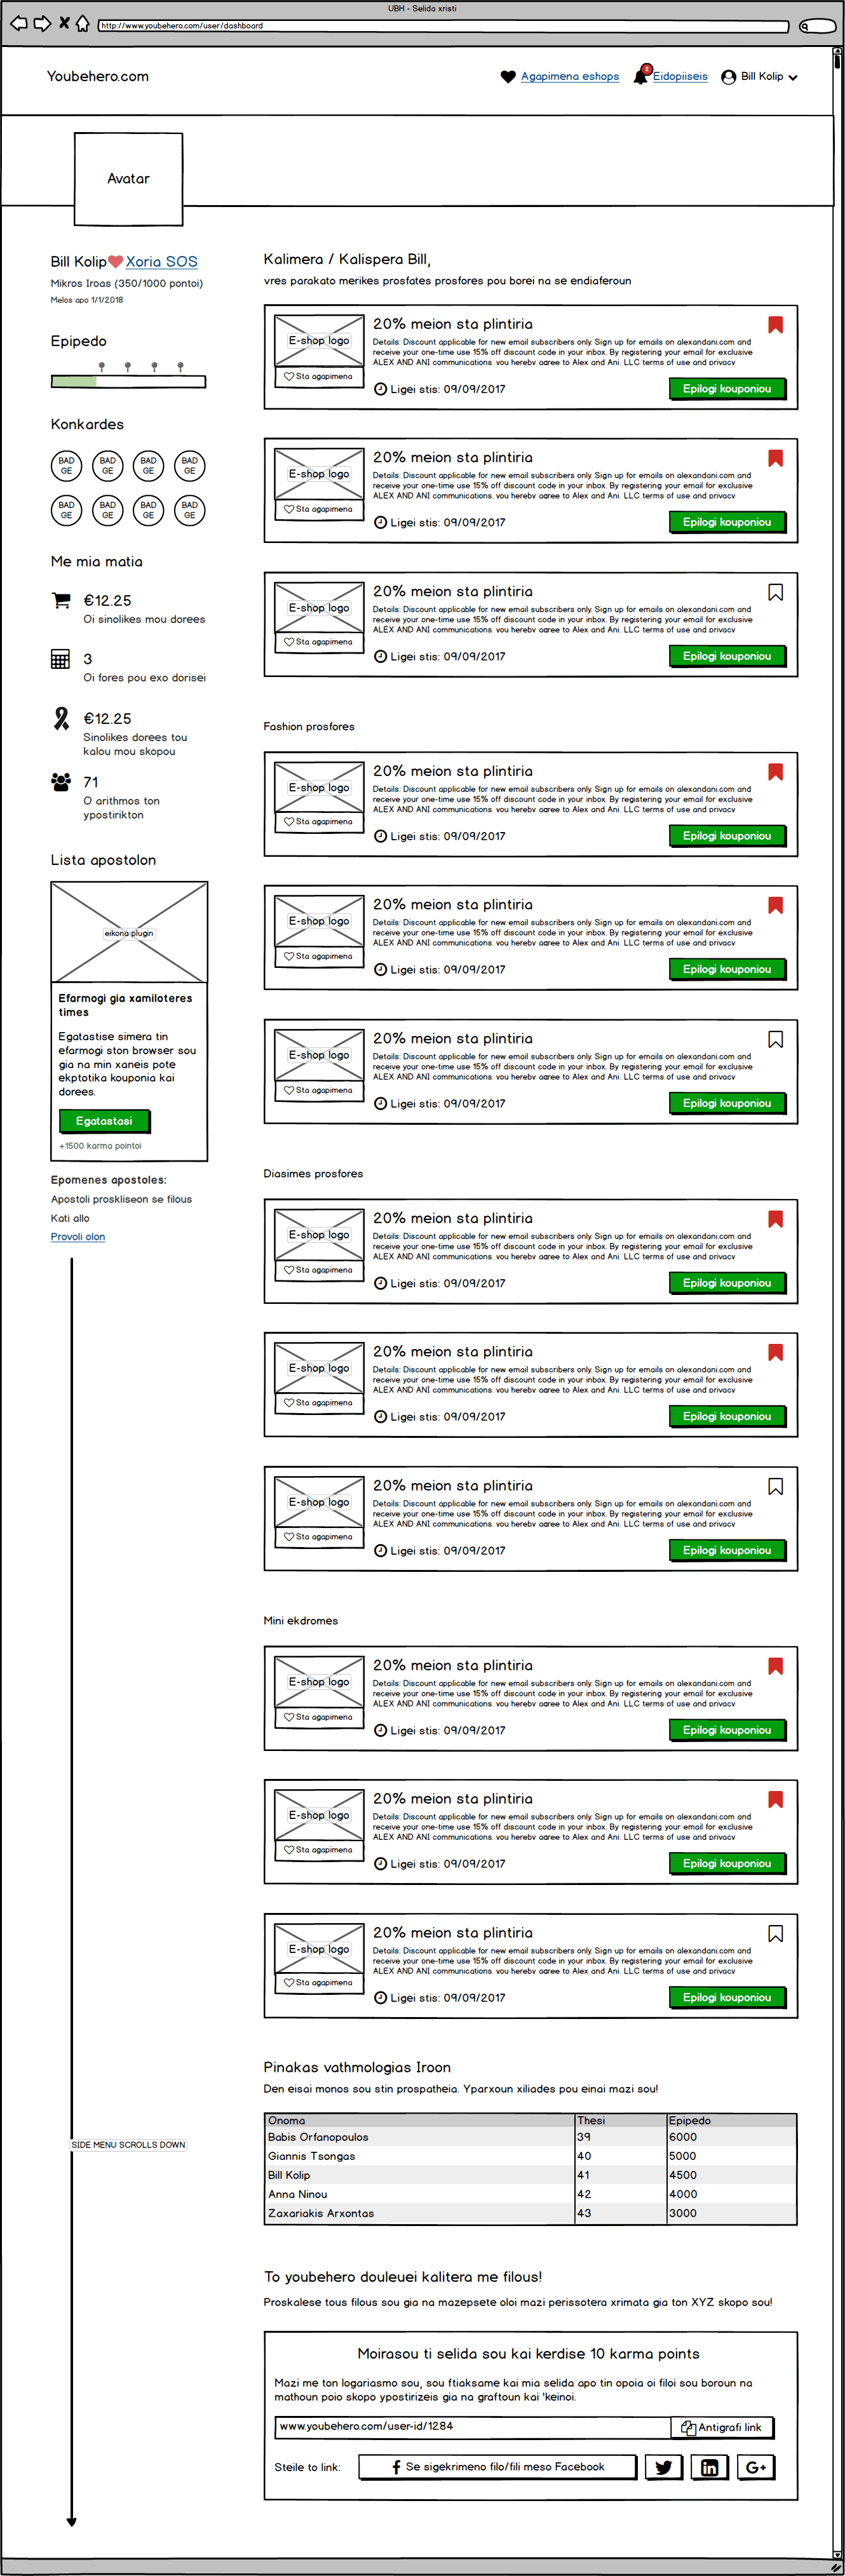 UBH - Selida xristi
http://www.youbehero.com/user/dashboard
Youbehero.com
Agapimena eshops
2
Eidopiiseis
Bill Kolip
Avatar
Bill Kolip
Xoria SOS
Mikros Iroas (350/1000 pontoi)
Melos apo 1/1/2018
Epipedo
Konkardes
BAD
GE
BAD
GE
BAD
GE
BAD
GE
BAD
GE
BAD
GE
BAD
GE
BAD
GE
Me mia matia
€12.25
Oi sinolikes mou dorees
3
Oi fores pou exo dorisei
€12.25
Sinolikes dorees tou
kalou mou skopou
71
O arithmos ton
ypostirikton
Lista apostolon
eikona plugin
Efarmogi gia xamiloteres
times
Egatastise simera tin
efarmogi ston browser sou
gia na min xaneis pote
ekptotika kouponia kai
dorees.
Egatastasi
+1500 karma pointoi
Epomenes apostoles:
Apostoli proskliseon se filous
Kati allo
Provoli olon
SIDE MENU SCROLLS DOWN
Kalimera / Kalispera Bill,
vres parakato merikes prosfates prosfores pou borei na se endiaferoun
E-shop logo
Sta agapimena
20% meion sta plintiria
Details: Discount applicable for new email subscribers only. Sign up for emails on alexandani.com and
receive your one-time use 15% off discount code in your inbox. By registering your email for exclusive
ALEX AND ANI communications, you hereby agree to Alex and Ani, LLC terms of use and privacy
Ligei stis: 09/09/2017
Epilogi kouponiou
E-shop logo
Sta agapimena
20% meion sta plintiria
Details: Discount applicable for new email subscribers only. Sign up for emails on alexandani.com and
receive your one-time use 15% off discount code in your inbox. By registering your email for exclusive
ALEX AND ANI communications, you hereby agree to Alex and Ani, LLC terms of use and privacy
Ligei stis: 09/09/2017
Epilogi kouponiou
E-shop logo
Sta agapimena
20% meion sta plintiria
Details: Discount applicable for new email subscribers only. Sign up for emails on alexandani.com and
receive your one-time use 15% off discount code in your inbox. By registering your email for exclusive
ALEX AND ANI communications, you hereby agree to Alex and Ani, LLC terms of use and privacy
Ligei stis: 09/09/2017
Epilogi kouponiou
Fashion prosfores
E-shop logo
Sta agapimena
20% meion sta plintiria
Details: Discount applicable for new email subscribers only. Sign up for emails on alexandani.com and
receive your one-time use 15% off discount code in your inbox. By registering your email for exclusive
ALEX AND ANI communications, you hereby agree to Alex and Ani, LLC terms of use and privacy
Ligei stis: 09/09/2017
Epilogi kouponiou
E-shop logo
Sta agapimena
20% meion sta plintiria
Details: Discount applicable for new email subscribers only. Sign up for emails on alexandani.com and
receive your one-time use 15% off discount code in your inbox. By registering your email for exclusive
ALEX AND ANI communications, you hereby agree to Alex and Ani, LLC terms of use and privacy
Ligei stis: 09/09/2017
Epilogi kouponiou
E-shop logo
Sta agapimena
20% meion sta plintiria
Details: Discount applicable for new email subscribers only. Sign up for emails on alexandani.com and
receive your one-time use 15% off discount code in your inbox. By registering your email for exclusive
ALEX AND ANI communications, you hereby agree to Alex and Ani, LLC terms of use and privacy
Ligei stis: 09/09/2017
Epilogi kouponiou
Diasimes prosfores
E-shop logo
Sta agapimena
20% meion sta plintiria
Details: Discount applicable for new email subscribers only. Sign up for emails on alexandani.com and
receive your one-time use 15% off discount code in your inbox. By registering your email for exclusive
ALEX AND ANI communications, you hereby agree to Alex and Ani, LLC terms of use and privacy
Ligei stis: 09/09/2017
Epilogi kouponiou
E-shop logo
Sta agapimena
20% meion sta plintiria
Details: Discount applicable for new email subscribers only. Sign up for emails on alexandani.com and
receive your one-time use 15% off discount code in your inbox. By registering your email for exclusive
ALEX AND ANI communications, you hereby agree to Alex and Ani, LLC terms of use and privacy
Ligei stis: 09/09/2017
Epilogi kouponiou
E-shop logo
Sta agapimena
20% meion sta plintiria
Details: Discount applicable for new email subscribers only. Sign up for emails on alexandani.com and
receive your one-time use 15% off discount code in your inbox. By registering your email for exclusive
ALEX AND ANI communications, you hereby agree to Alex and Ani, LLC terms of use and privacy
Ligei stis: 09/09/2017
Epilogi kouponiou
Mini ekdromes
E-shop logo
Sta agapimena
20% meion sta plintiria
Details: Discount applicable for new email subscribers only. Sign up for emails on alexandani.com and
receive your one-time use 15% off discount code in your inbox. By registering your email for exclusive
ALEX AND ANI communications, you hereby agree to Alex and Ani, LLC terms of use and privacy
Ligei stis: 09/09/2017
Epilogi kouponiou
E-shop logo
Sta agapimena
20% meion sta plintiria
Details: Discount applicable for new email subscribers only. Sign up for emails on alexandani.com and
receive your one-time use 15% off discount code in your inbox. By registering your email for exclusive
ALEX AND ANI communications, you hereby agree to Alex and Ani, LLC terms of use and privacy
Ligei stis: 09/09/2017
Epilogi kouponiou
E-shop logo
Sta agapimena
20% meion sta plintiria
Details: Discount applicable for new email subscribers only. Sign up for emails on alexandani.com and
receive your one-time use 15% off discount code in your inbox. By registering your email for exclusive
ALEX AND ANI communications, you hereby agree to Alex and Ani, LLC terms of use and privacy
Ligei stis: 09/09/2017
Epilogi kouponiou
Pinakas vathmologias Iroon
Den eisai monos sou stin prospatheia. Yparxoun xiliades pou einai mazi sou!
Onoma Thesi Epipedo
Babis Orfanopoulos 39 6000
Giannis Tsongas 40 5000
Bill Kolip 41 4500
Anna Ninou 42 4000
Zaxariakis Arxontas 43 3000
To youbehero douleuei kalitera me filous!
Proskalese tous filous sou gia na mazepsete oloi mazi perissotera xrimata gia ton XYZ skopo sou!
Moirasou ti selida sou kai kerdise 10 karma points
Mazi me ton logariasmo sou, sou ftiaksame kai mia selida apo tin opoia oi filoi sou boroun na
mathoun poio skopo ypostirizeis gia na graftoun kai 'keinoi.
www.youbehero.com/user-id/1284
Antigrafi link
Steile to link:
Se sigekrimeno filo/fili meso Facebook
G+